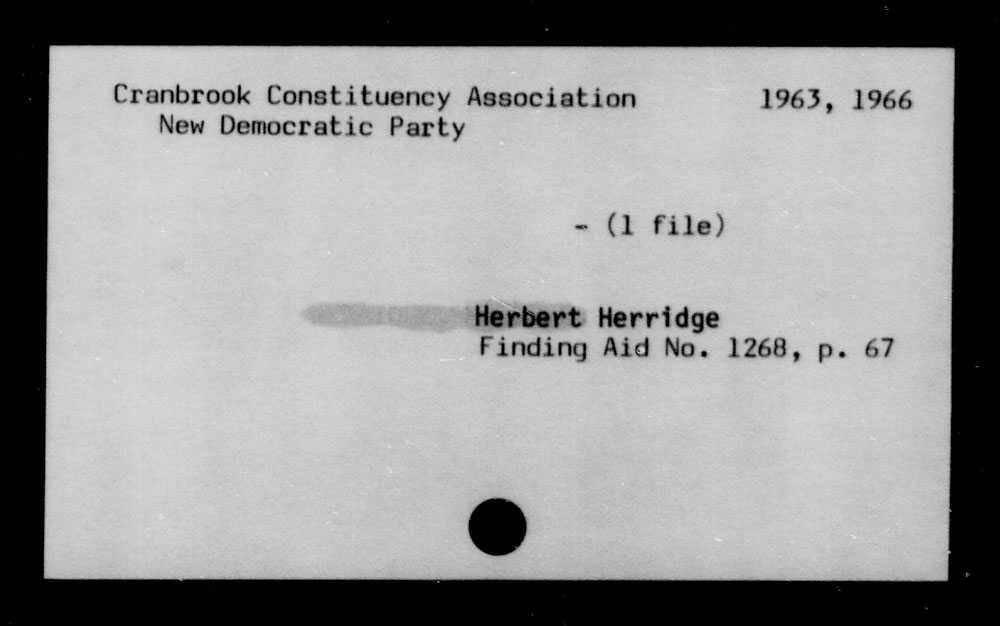 Cranbrook Constituency Association 1963, 1966
New Democratic Party
- (1 file)
Herbert Herridge
Finding Aid No. 1268, p. 67